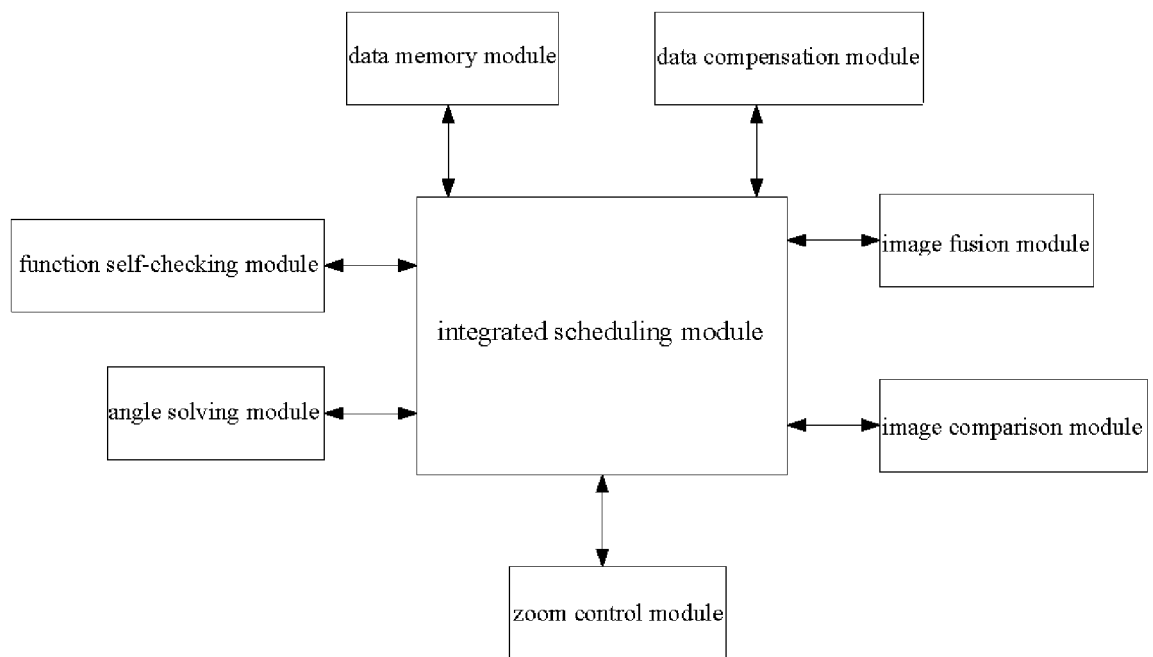 data memory module
data compensation module
function self-checking module
image fusion module
integrated scheduling module
angle solving module
image comparison module
zoom control module